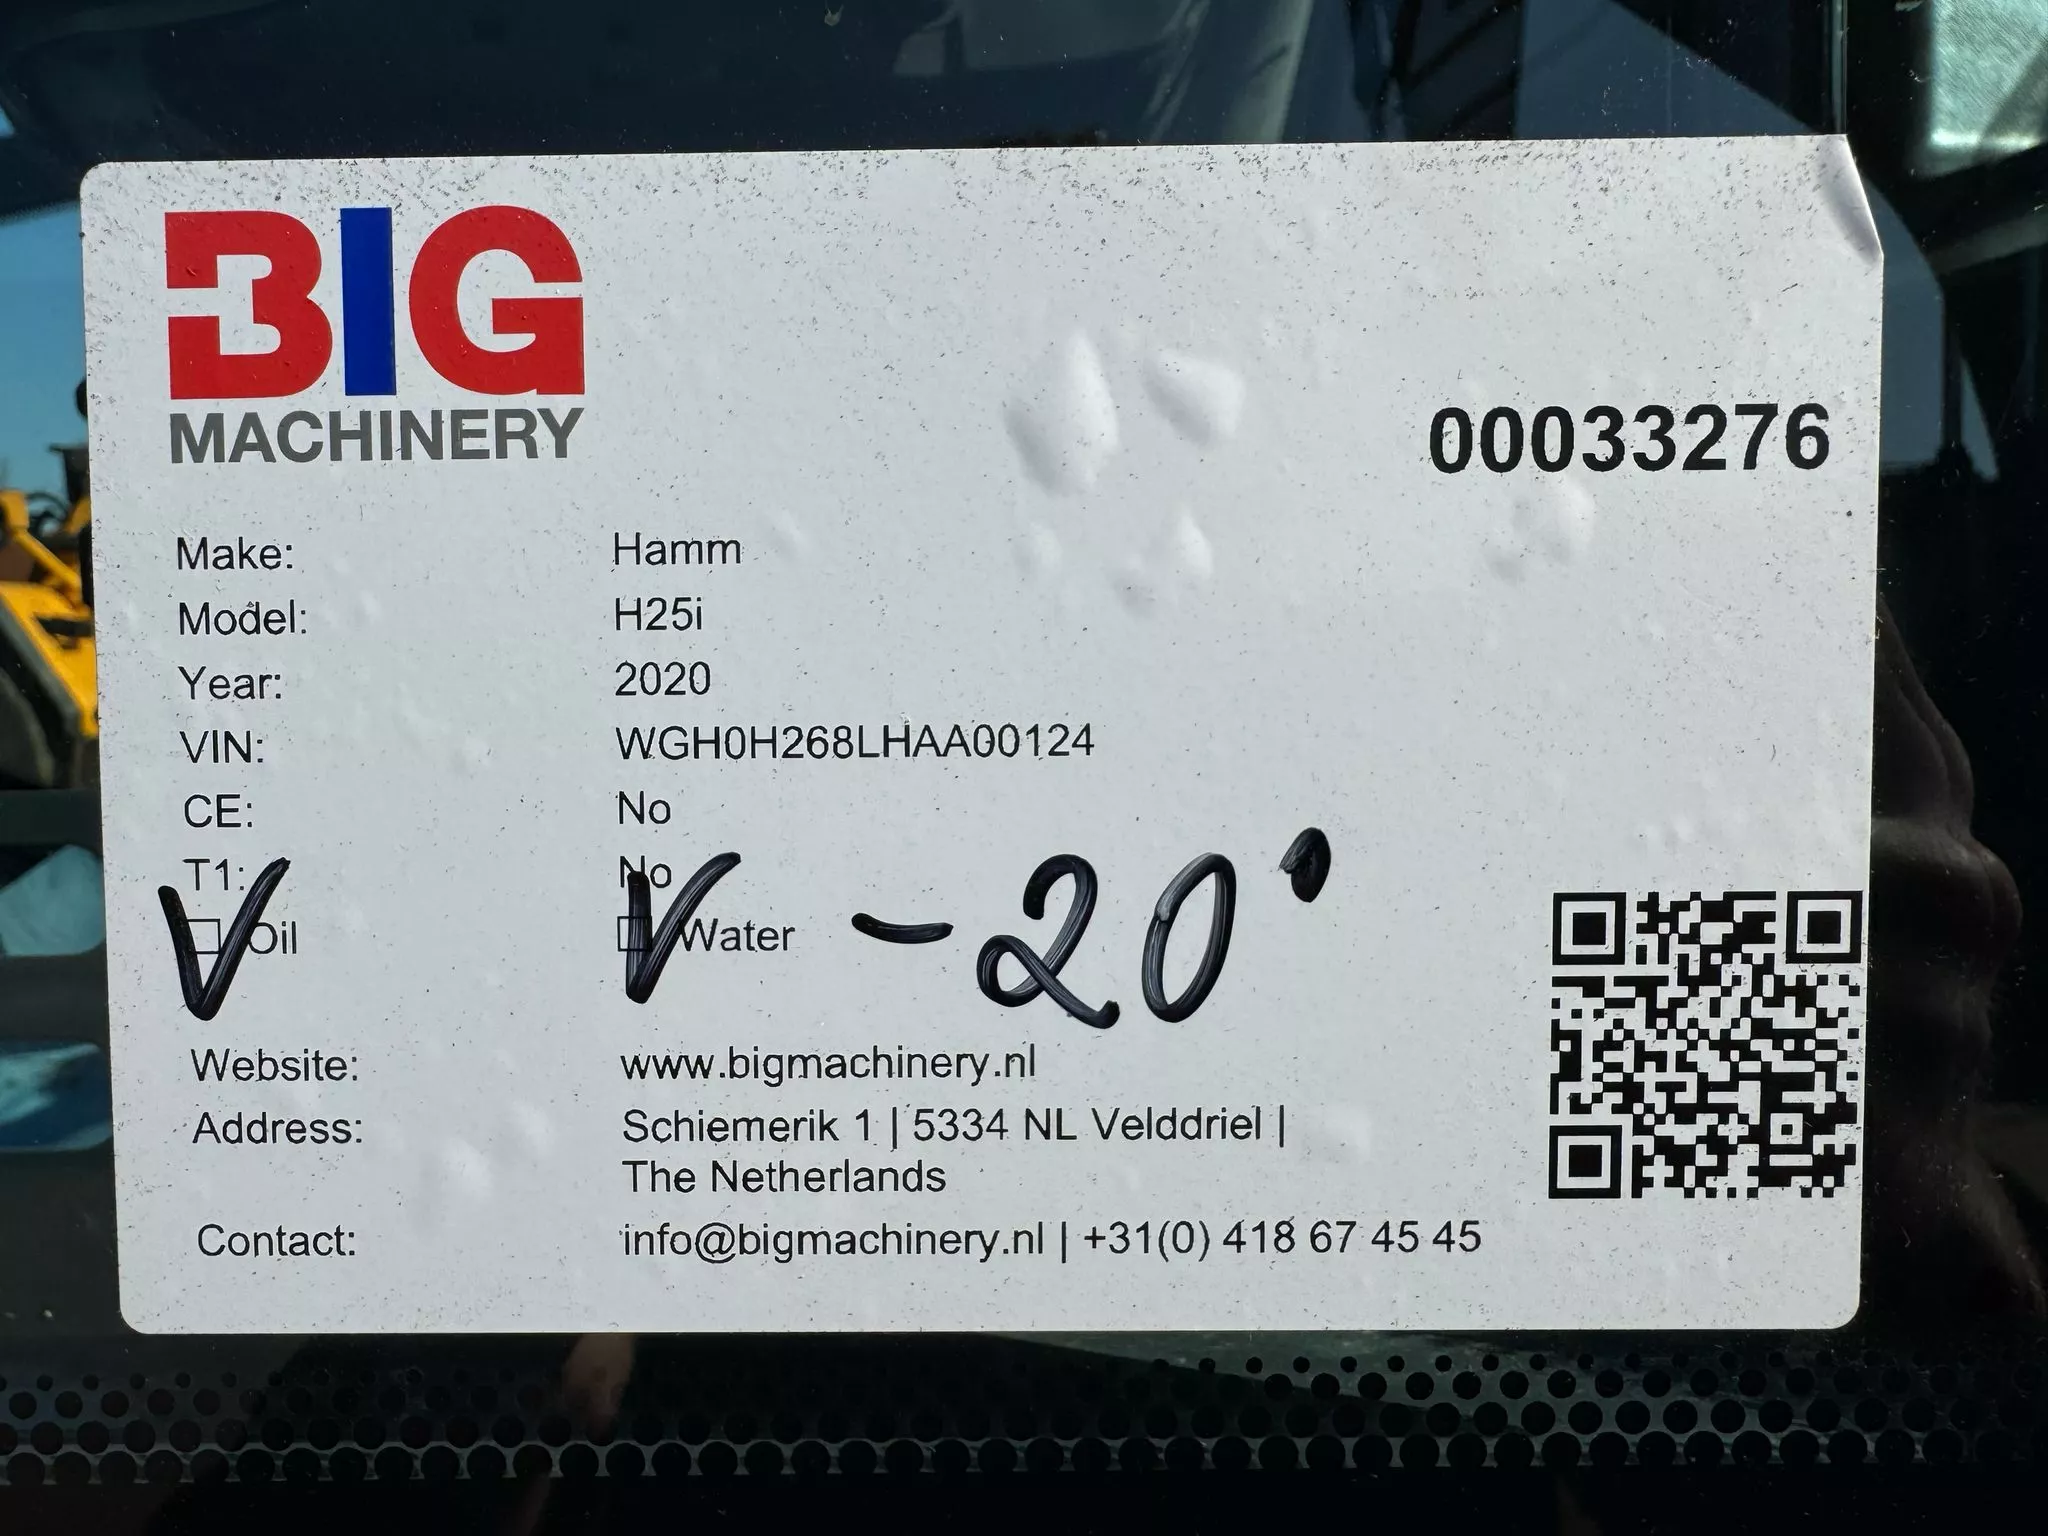 BIG
MACHINERY
00033276
Make: Hamm
Model: H25i
Year: 2020
VIN: WGH0H268LHAA00124
CE: No
T1: No
☑ Oil ☑ Water -20°
Website: www.bigmachinery.nl
Address: Schiemerik 1 | 5334 NL Velddriel |
The Netherlands
Contact: info@bigmachinery.nl | +31(0) 418 67 45 45